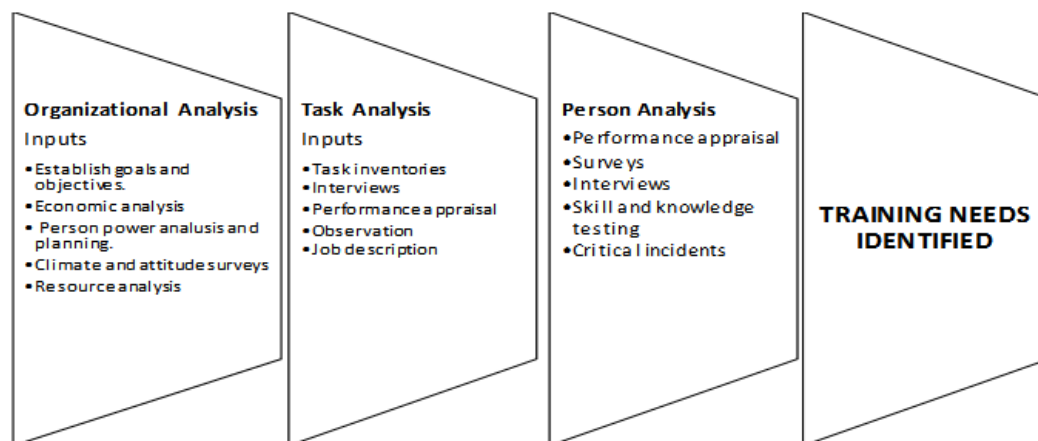 Organizational Analysis
Inputs
•Establish goals and
objectives.
•Economic analysis
• Person power analusis and
planning.
•Climate and attitude surveys
•Resource analysis
Task Analysis
Inputs
•Task inventories
•Interviews
•Performance appraisal
•Observation
•Job description
Person Analysis
•Performance appraisal
•Surveys
•Interviews
•Skill and knowledge
testing
•Critical incidents
TRAINING NEEDS
IDENTIFIED